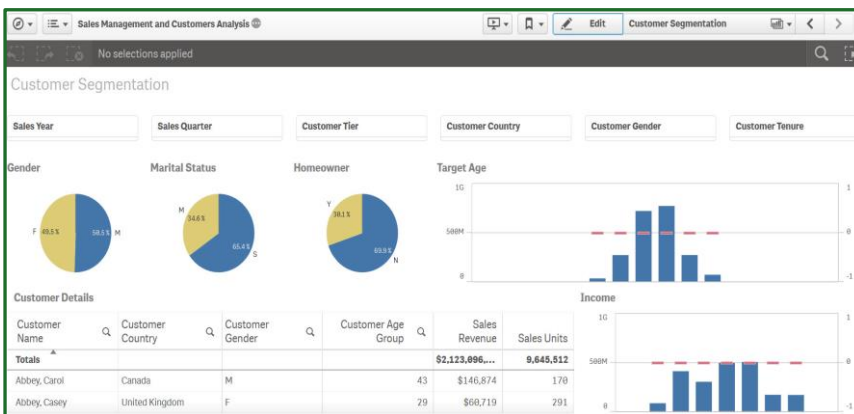 Sales Management and Customers Analysis
Edit
Customer Segmentation
No selections applied
Customer Segmentation
Sales Year
Sales Quarter
Customer Tier
Customer Country
Customer Gender
Customer Tenure
Gender
Marital Status
Homeowner
Target Age
F
49.5 %
50.5 %
M
M
34.6 %
65.4 %
S
Y
30.1 %
69.9 %
N
1G
500M
0
1
0
-1
Customer Details
Customer Name
Customer Country
Customer Gender
Customer Age Group
Sales Revenue
Sales Units
Totals
$2,123,096,...
9,645,512
Abbey, Carol
Canada
M
43
$146,874
170
Abbey, Casey
United Kingdom
F
29
$60,719
291
Income
1G
500M
0
1
0
-1